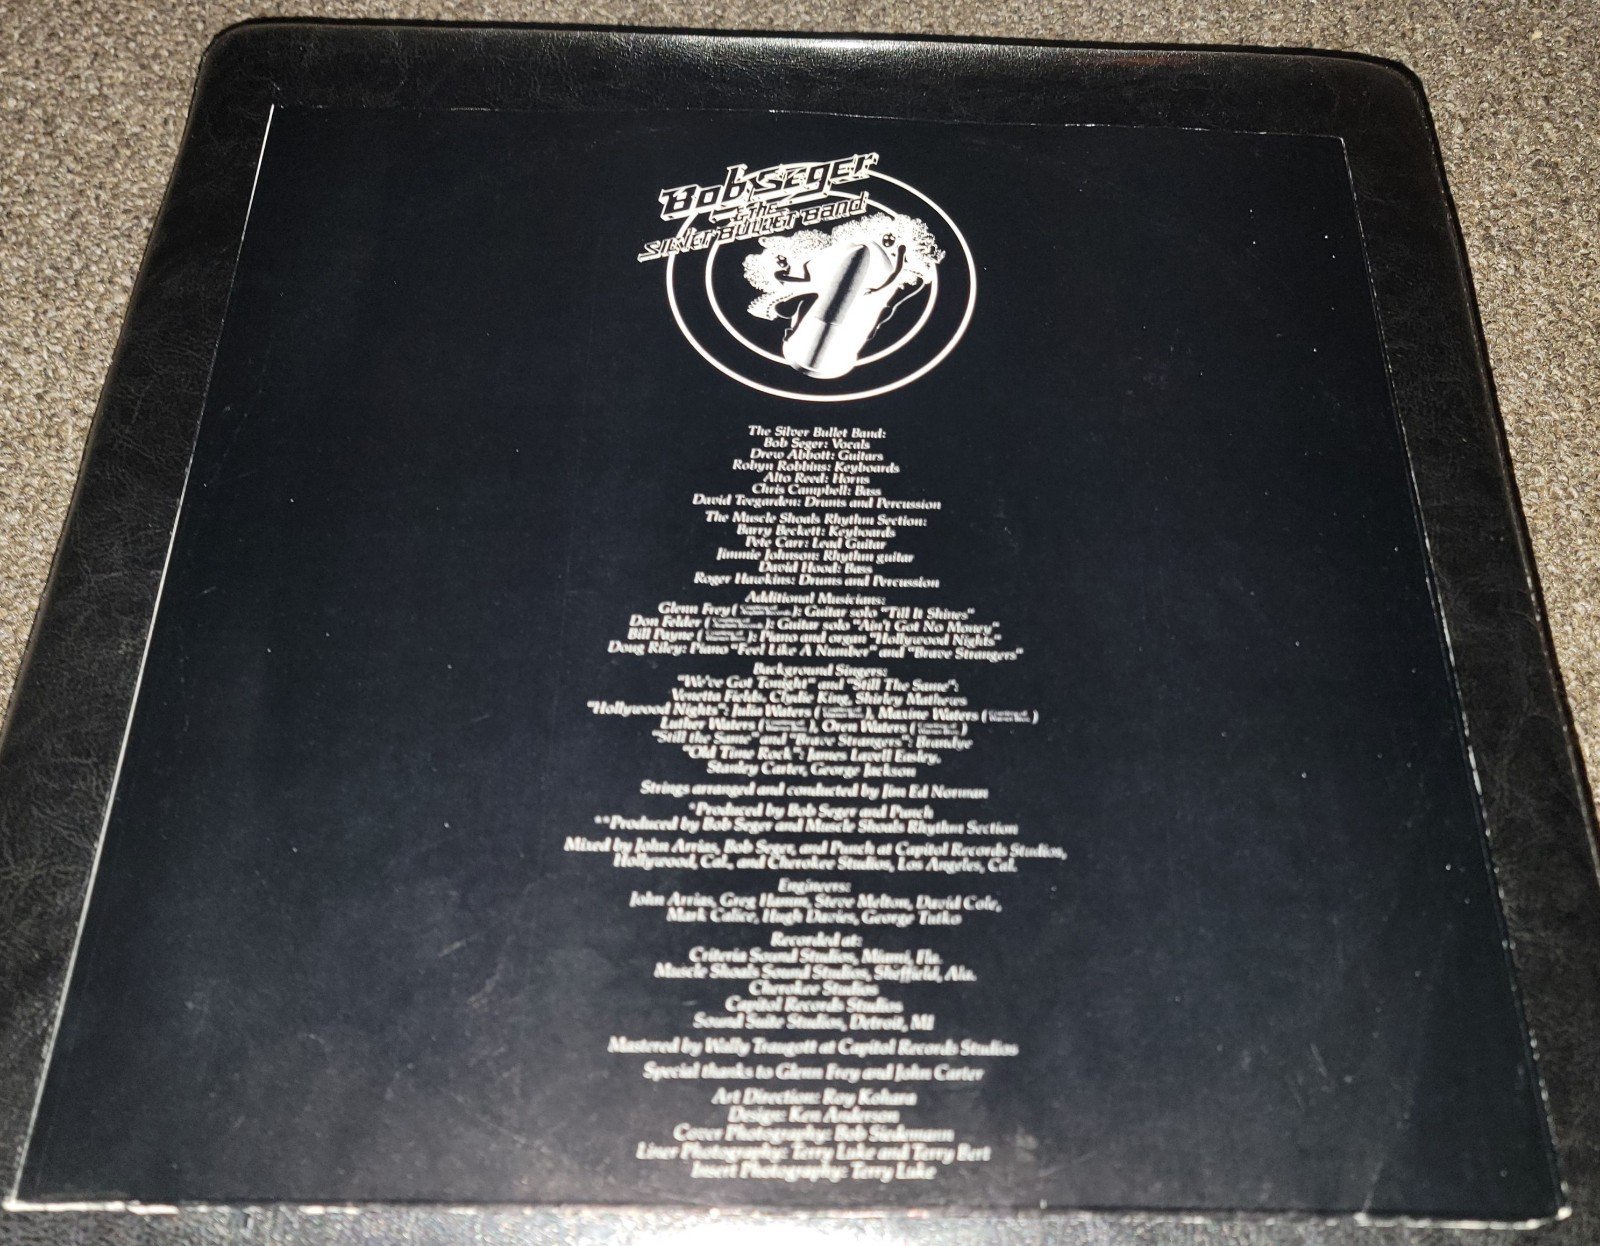 Bob Seger
& The
Silver Bullet Band
The Silver Bullet Band:
Bob Seger: Vocals
Drew Abbott: Guitars
Robyn Robbins: Keyboards
Alto Reed: Horns
Chris Campbell: Bass
David Teegarden: Drums and Percussion
The Muscle Shoals Rhythm Section:
Barry Beckett: Keyboards
Pete Carr: Lead Guitar
Jimmie Johnson: Rhythm guitar
David Hood: Bass
Roger Hawkins: Drums and Percussion
Additional Musicians:
Glenn Frey ( ): Guitar solo "Till It Shines"
Don Felder ( ): Guitar solo "Ain't Got No Money"
Bill Payne ( ): Piano and organ "Hollywood Nights"
Doug Riley: Piano "Feel Like A Number" and "Brave Strangers"
Background Singers:
"We've Got Tonight" and "Still The Same":
Venetta Fields, Clydie King, Shirley Mathews
"Hollywood Nights": Julia Waters ( ), Maxine Waters ( )
Luther Waters ( ), Oren Waters ( )
"Still the Same" and "Brave Strangers": Brandye
"Old Time Rock": James Lavell Easley,
Stanley Carter, George Jackson
Strings arranged and conducted by Jim Ed Norman
*Produced by Bob Seger and Punch
**Produced by Bob Seger and Muscle Shoals Rhythm Section
Mixed by John Arrias, Bob Seger, and Punch at Capitol Records Studios,
Hollywood, Cal., and Cherokee Studios, Los Angeles, Cal.
Engineers:
John Arrias, Greg Hamm, Steve Melton, David Cole,
Mark Calice, Hugh Davies, George Tutko
Recorded at:
Criteria Sound Studios, Miami, Fla.
Muscle Shoals Sound Studios, Sheffield, Ala.
Cherokee Studios
Capitol Records Studios
Sound Suite Studios, Detroit, MI
Mastered by Wally Traugott at Capitol Records Studios
Special thanks to Glenn Frey and John Carter
Art Direction: Roy Kohara
Design: Ken Anderson
Cover Photography: Bob Siedemann
Liner Photography: Terry Luke and Terry Bert
Insert Photography: Terry Luke